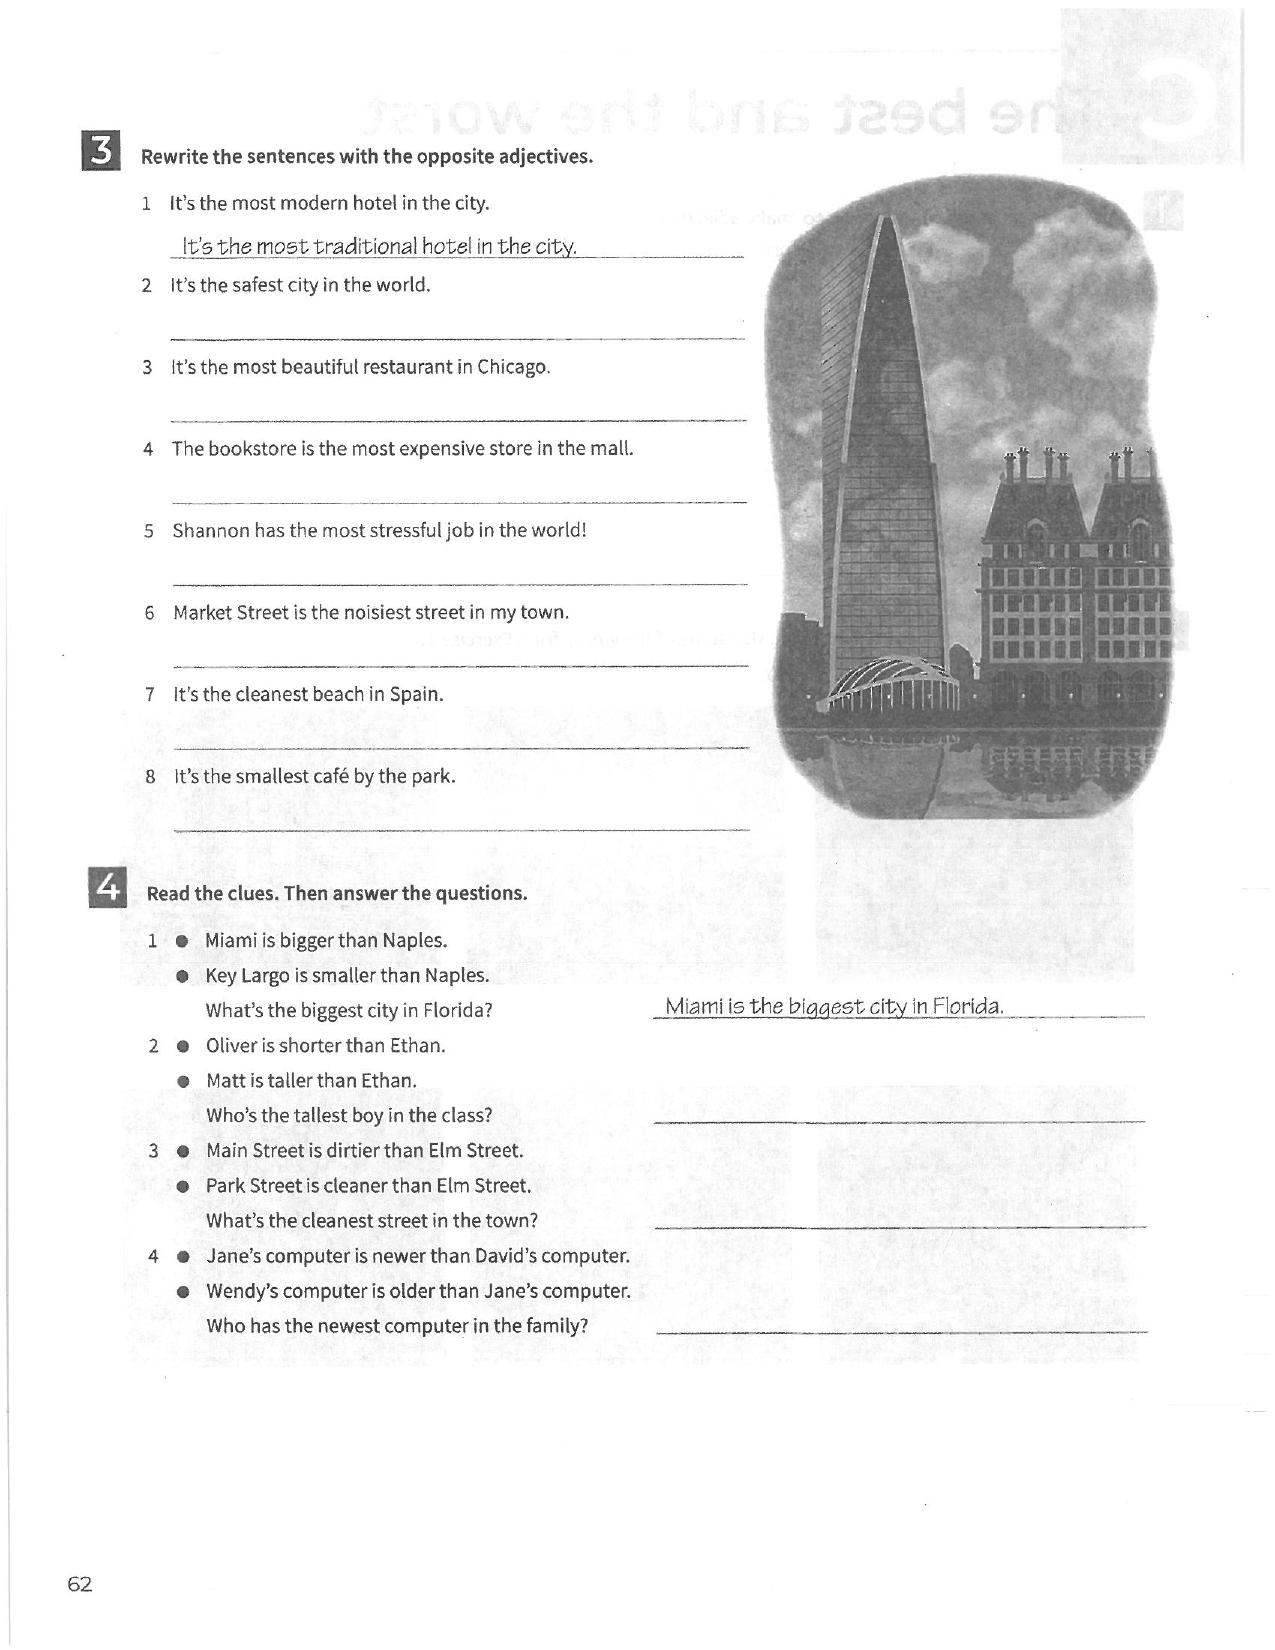 3 Rewrite the sentences with the opposite adjectives.
1 It's the most modern hotel in the city.
It's the most traditional hotel in the city.
2 It's the safest city in the world.
3 It's the most beautiful restaurant in Chicago.
4 The bookstore is the most expensive store in the mall.
5 Shannon has the most stressful job in the world!
6 Market Street is the noisiest street in my town.
7 It's the cleanest beach in Spain.
8 It's the smallest café by the park.
4 Read the clues. Then answer the questions.
1 ● Miami is bigger than Naples.
● Key Largo is smaller than Naples.
What's the biggest city in Florida? Miami is the biggest city in Florida.
2 ● Oliver is shorter than Ethan.
● Matt is taller than Ethan.
Who's the tallest boy in the class?
3 ● Main Street is dirtier than Elm Street.
● Park Street is cleaner than Elm Street.
What's the cleanest street in the town?
4 ● Jane's computer is newer than David's computer.
● Wendy's computer is older than Jane's computer.
Who has the newest computer in the family?
62